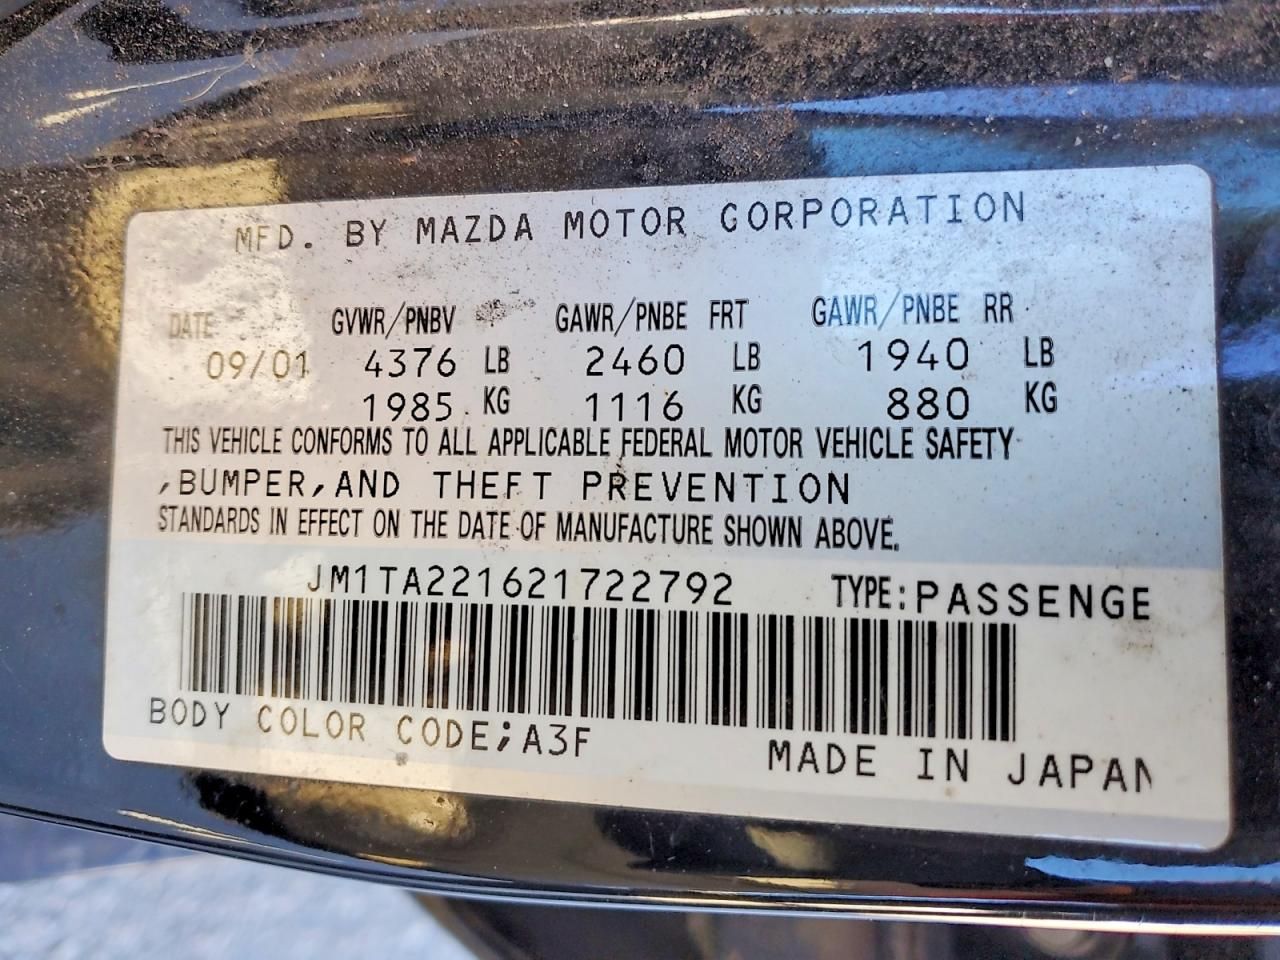 MFD. BY MAZDA MOTOR CORPORATION
DATE GVWR/PNBV GAWR/PNBE FRT GAWR/PNBE RR
09/01 4376 LB 2460 LB 1940 LB
1985 KG 1116 KG 880 KG
THIS VEHICLE CONFORMS TO ALL APPLICABLE FEDERAL MOTOR VEHICLE SAFETY
,BUMPER,AND THEFT PREVENTION
STANDARDS IN EFFECT ON THE DATE OF MANUFACTURE SHOWN ABOVE.
JM1TA221621722792 TYPE:PASSENGE
BODY COLOR CODE;A3F MADE IN JAPAN